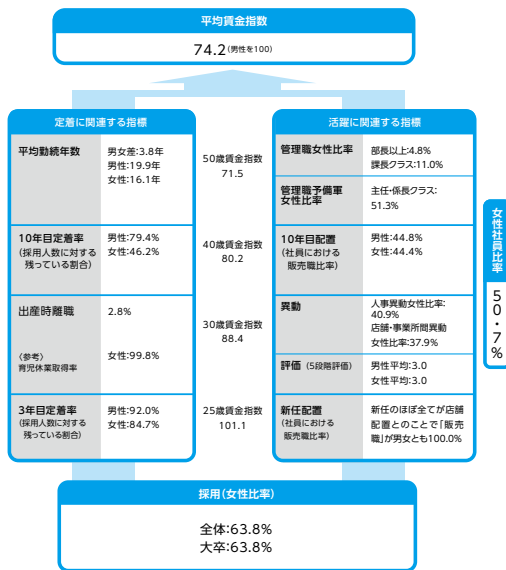 平均賃金指数
74.2(男性を100)
定着に関連する指標
平均勤続年数
男女差:3.8年
男性:19.9年
女性:16.1年
10年目定着率
(採用人数に対する
残っている割合)
男性:79.4%
女性:46.2%
出産時離職
2.8%
〈参考〉
育児休業取得率
女性:99.8%
3年目定着率
(採用人数に対する
残っている割合)
男性:92.0%
女性:84.7%
50歳賃金指数
71.5
40歳賃金指数
80.2
30歳賃金指数
88.4
25歳賃金指数
101.1
活躍に関連する指標
管理職女性比率
部長以上:4.8%
課長クラス:11.0%
管理職予備軍
女性比率
主任・係長クラス:
51.3%
10年目配置
(社員における
販売職比率)
男性:44.8%
女性:44.4%
異動
人事異動女性比率:
40.9%
店舗・事業所間異動
女性比率:37.9%
評価(5段階評価)
男性平均:3.0
女性平均:3.0
新任配置
(社員における
販売職比率)
新任のほぼ全てが店舗
配置とのことで「販売
職」が男女とも100.0%
女性社員比率
50・7%
採用(女性比率)
全体:63.8%
大卒:63.8%